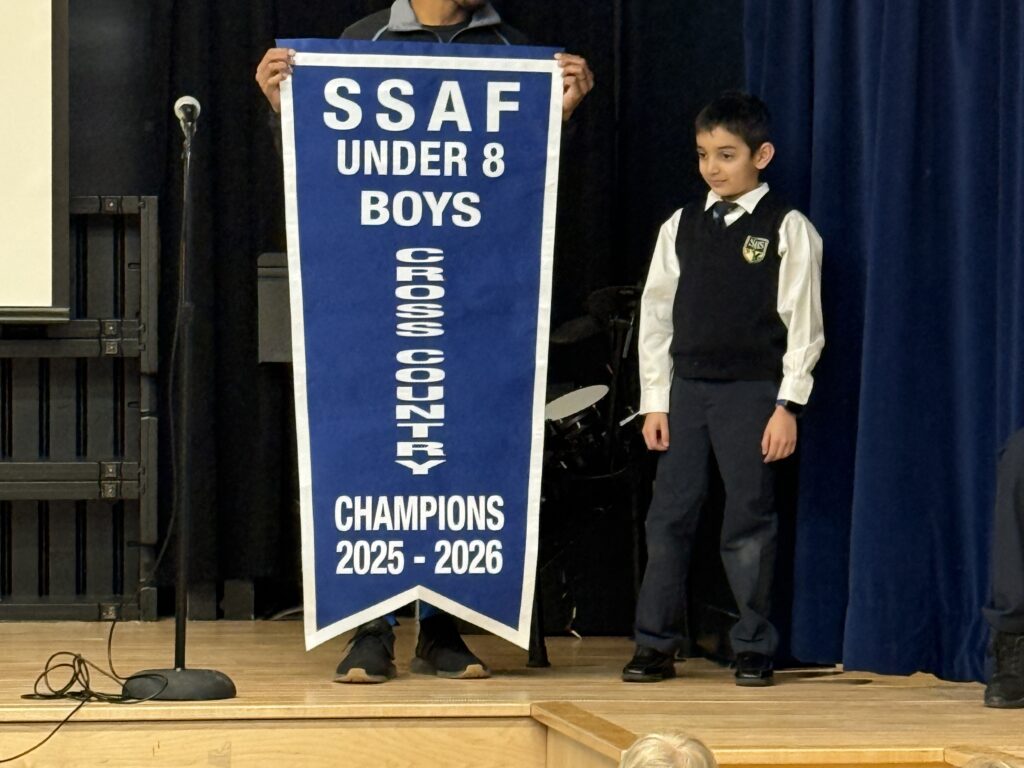 SSAF
UNDER 8
BOYS
CROSS COUNTRY
CHAMPIONS
2025 - 2026